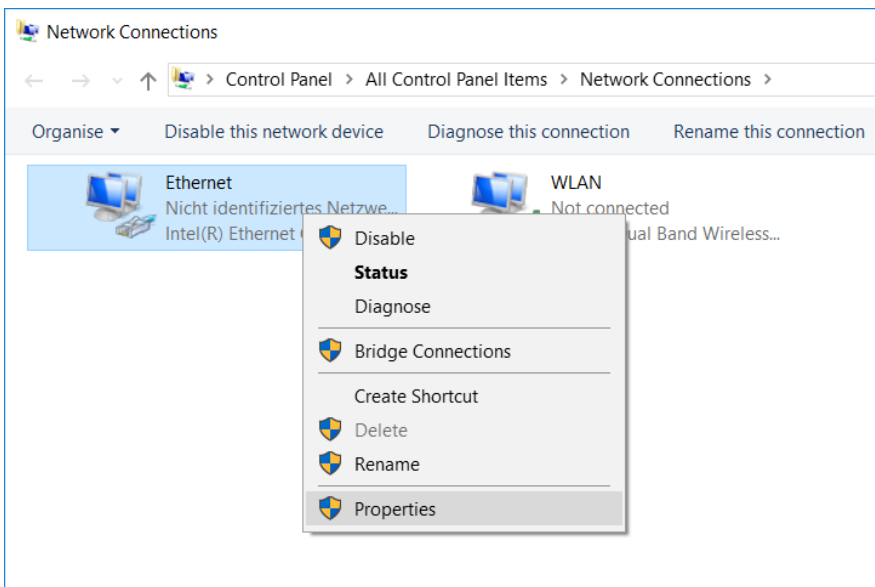 Network Connections
Control Panel > All Control Panel Items > Network Connections >
Organise Disable this network device Diagnose this connection Rename this connection
Ethernet
Nicht identifiziertes Netzwe...
Intel(R) Ethernet
WLAN
Not connected
ual Band Wireless...
Disable
Status
Diagnose
Bridge Connections
Create Shortcut
Delete
Rename
Properties